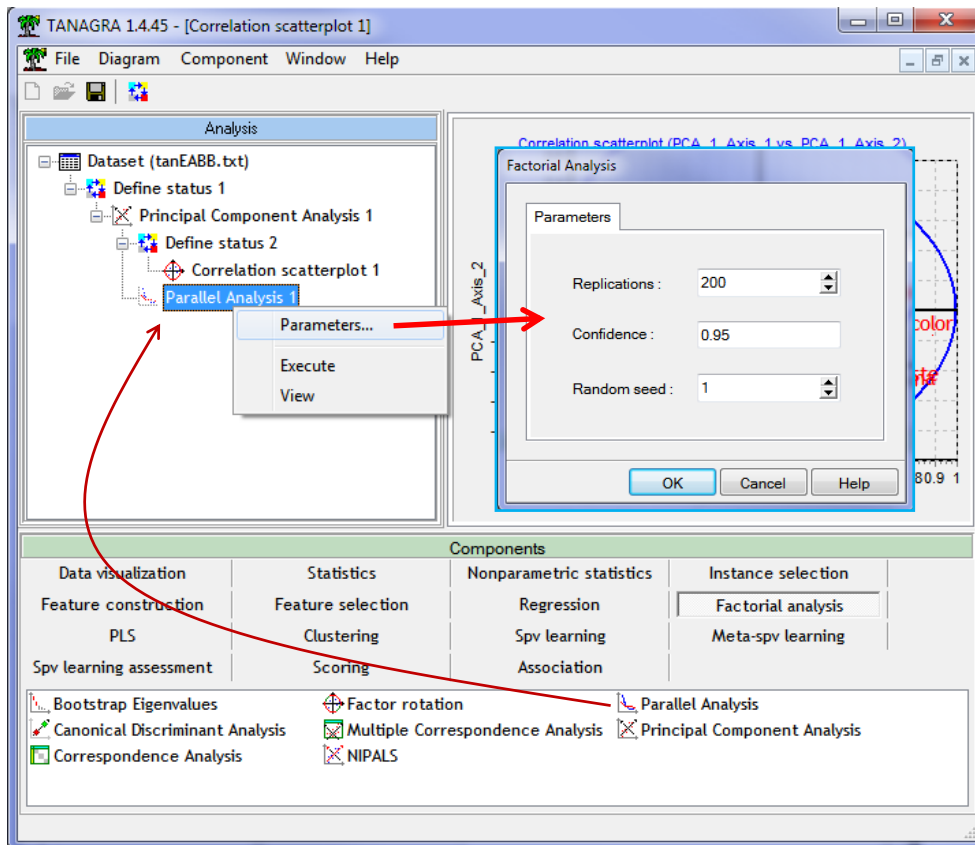 TANAGRA 1.4.45 - [Correlation scatterplot 1]
File Diagram Component Window Help
Analysis
Dataset (tanEABB.txt)
Define status 1
Principal Component Analysis 1
Define status 2
Correlation scatterplot 1
Parallel Analysis 1
Parameters...
Execute
View
Correlation scatterplot (PCA_1_Axis_1 vs. PCA_1_Axis_2)
PCA_1_Axis_2
color
80.9 1
Factorial Analysis
Parameters
Replications : 200
Confidence : 0.95
Random seed : 1
OK Cancel Help
Components
Data visualization Statistics Nonparametric statistics Instance selection
Feature construction Feature selection Regression Factorial analysis
PLS Clustering Spv learning Meta-spv learning
Spv learning assessment Scoring Association
Bootstrap Eigenvalues Factor rotation Parallel Analysis
Canonical Discriminant Analysis Multiple Correspondence Analysis Principal Component Analysis
Correspondence Analysis NIPALS